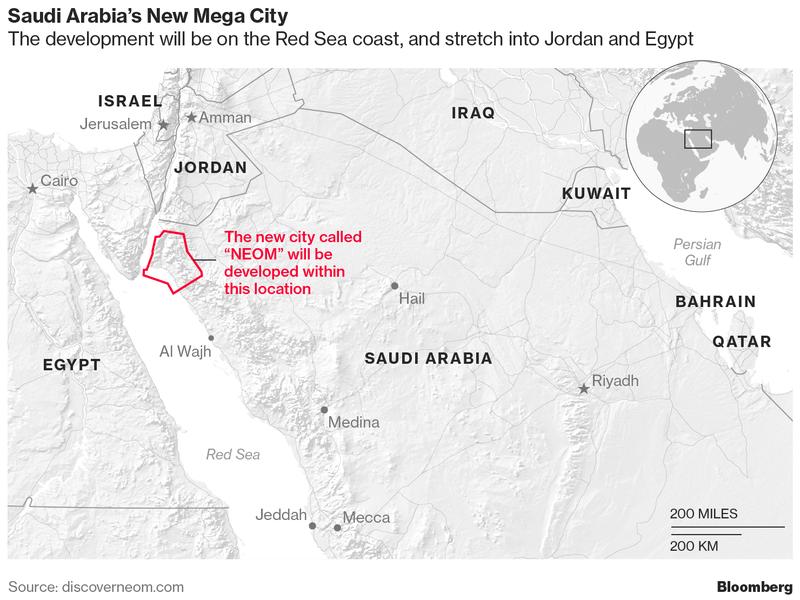 Saudi Arabia's New Mega City
The development will be on the Red Sea coast, and stretch into Jordan and Egypt
ISRAEL
Jerusalem
Amman
IRAQ
JORDAN
Cairo
KUWAIT
The new city called
“NEOM” will be
developed within
this location
Persian
Gulf
Hail
BAHRAIN
QATAR
Al Wajh
EGYPT
SAUDI ARABIA
Riyadh
Medina
Red Sea
Jeddah
Mecca
200 MILES
200 KM
Source: discoverneom.com
Bloomberg